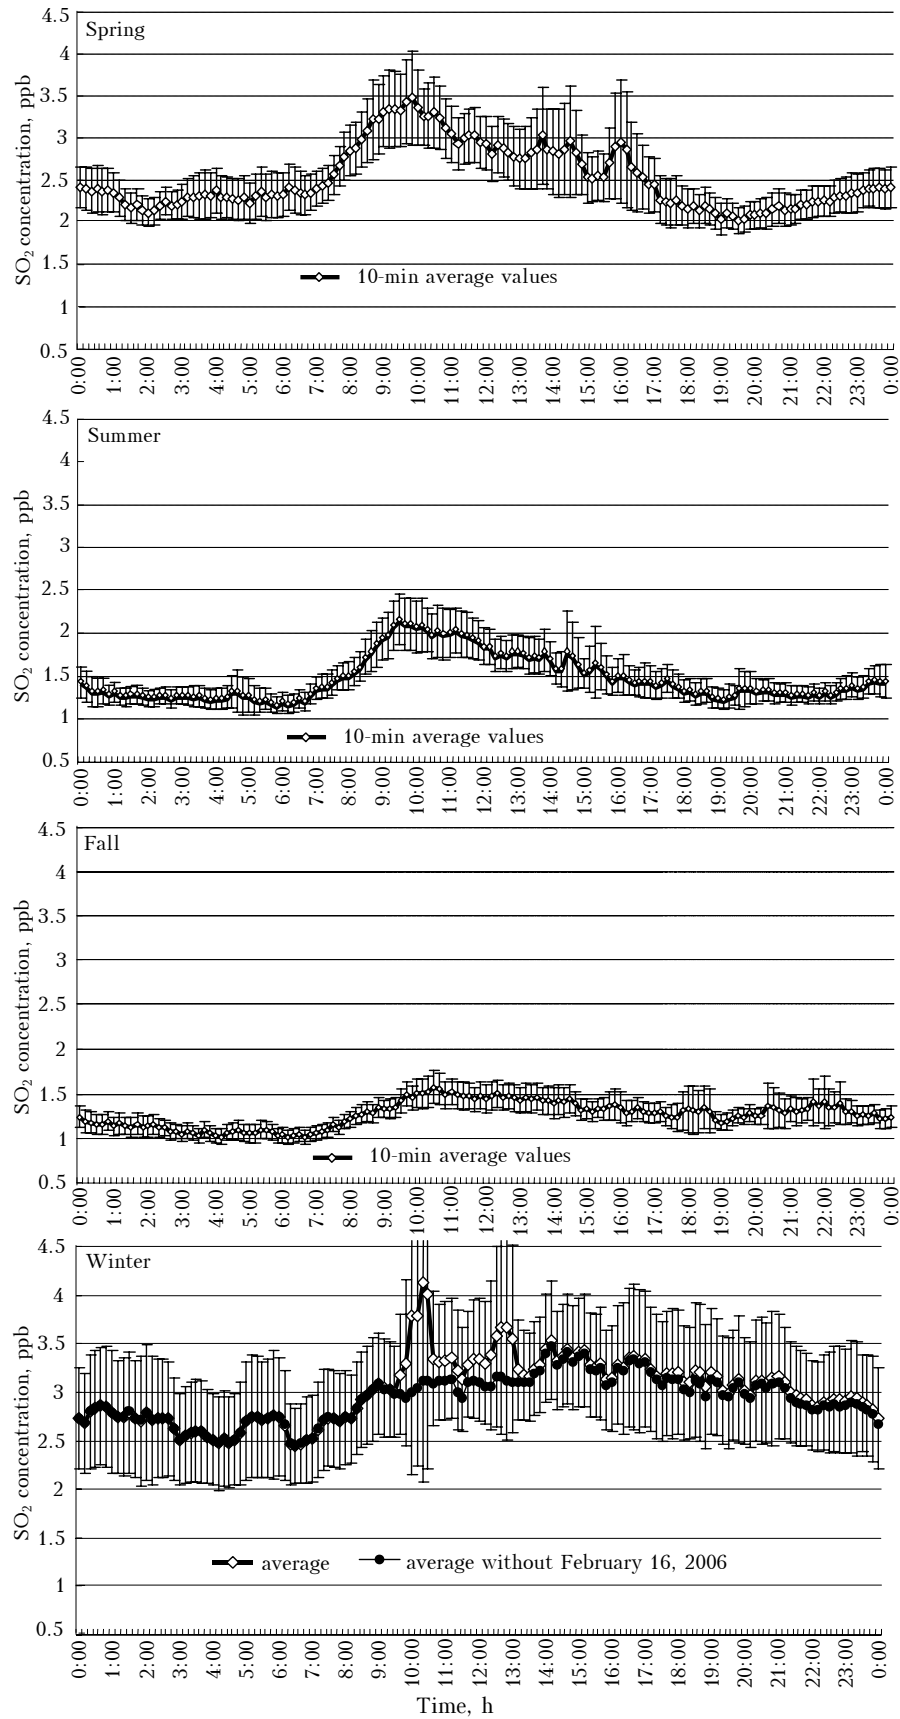 4.5
Spring
4
3.5
3
2.5
2
1.5
1
0.5
SO2 concentration, ppb
10-min average values
0:00 1:00 2:00 3:00 4:00 5:00 6:00 7:00 8:00 9:00 10:00 11:00 12:00 13:00 14:00 15:00 16:00 17:00 18:00 19:00 20:00 21:00 22:00 23:00 0:00
4.5
Summer
4
3.5
3
2.5
2
1.5
1
0.5
SO2 concentration, ppb
10-min average values
0:00 1:00 2:00 3:00 4:00 5:00 6:00 7:00 8:00 9:00 10:00 11:00 12:00 13:00 14:00 15:00 16:00 17:00 18:00 19:00 20:00 21:00 22:00 23:00 0:00
4.5
Fall
4
3.5
3
2.5
2
1.5
1
0.5
SO2 concentration, ppb
10-min average values
0:00 1:00 2:00 3:00 4:00 5:00 6:00 7:00 8:00 9:00 10:00 11:00 12:00 13:00 14:00 15:00 16:00 17:00 18:00 19:00 20:00 21:00 22:00 23:00 0:00
4.5
Winter
4
3.5
3
2.5
2
1.5
1
0.5
SO2 concentration, ppb
average average without February 16, 2006
0:00 1:00 2:00 3:00 4:00 5:00 6:00 7:00 8:00 9:00 10:00 11:00 12:00 13:00 14:00 15:00 16:00 17:00 18:00 19:00 20:00 21:00 22:00 23:00 0:00
Time, h